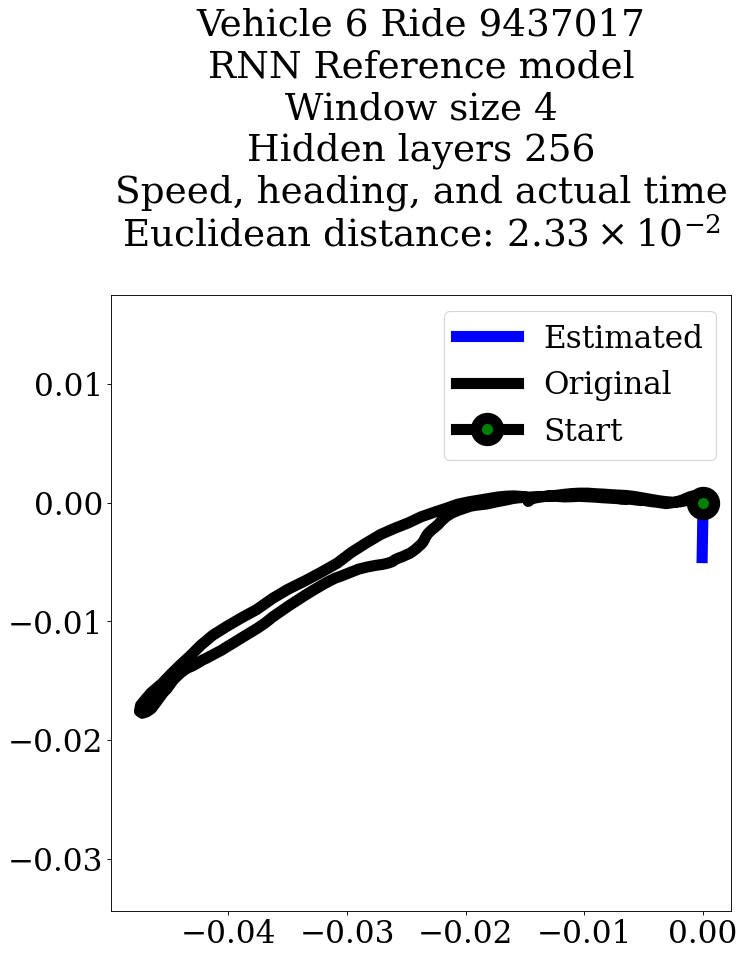 Vehicle 6 Ride 9437017
RNN Reference model
Window size 4
Hidden layers 256
Speed, heading, and actual time
Euclidean distance: 2.33 × 10⁻²
Estimated
Original
Start
0.01
0.00
−0.01
−0.02
−0.03
−0.04 −0.03 −0.02 −0.01 0.00